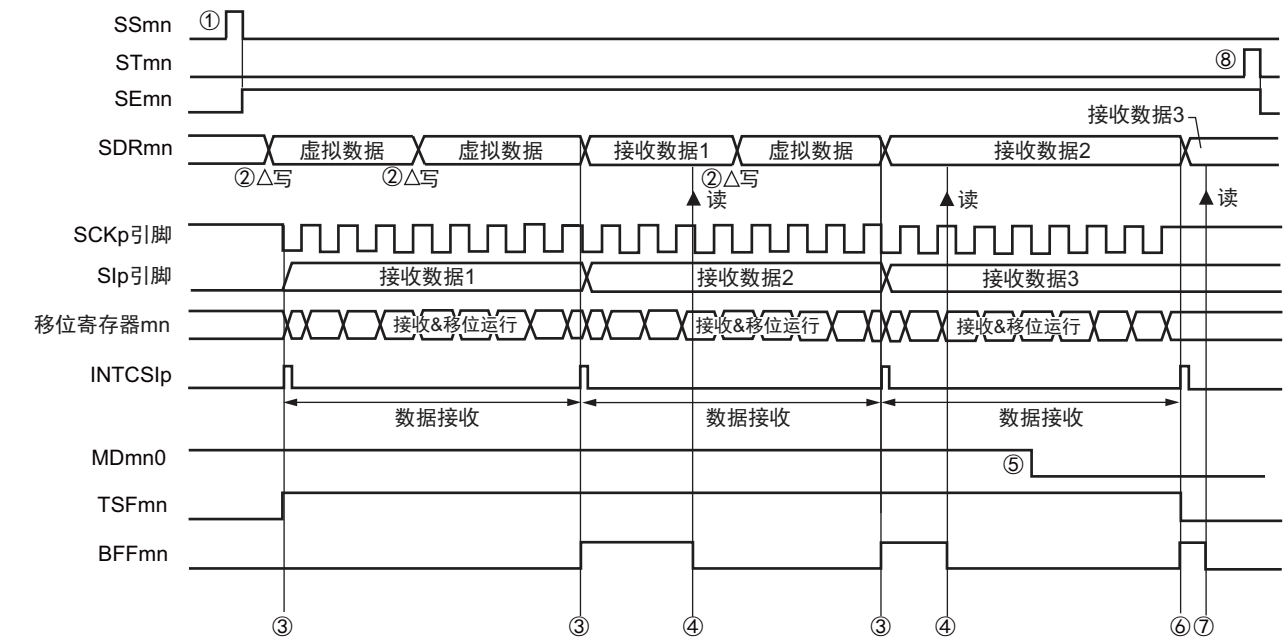 SSmn ①
STmn ⑧
SEmn
接收数据3
SDRmn 虚拟数据 虚拟数据 接收数据1 虚拟数据 接收数据2
②△写 ②△写 ②△写
读 读 读
SCKp引脚
SIp引脚 接收数据1 接收数据2 接收数据3
移位寄存器mn 接收&移位运行 接收&移位运行 接收&移位运行
INTCSIp
数据接收 数据接收 数据接收
MDmn0 ⑤
TSFmn
BFFmn
③ ③ ④ ③ ④ ⑥⑦